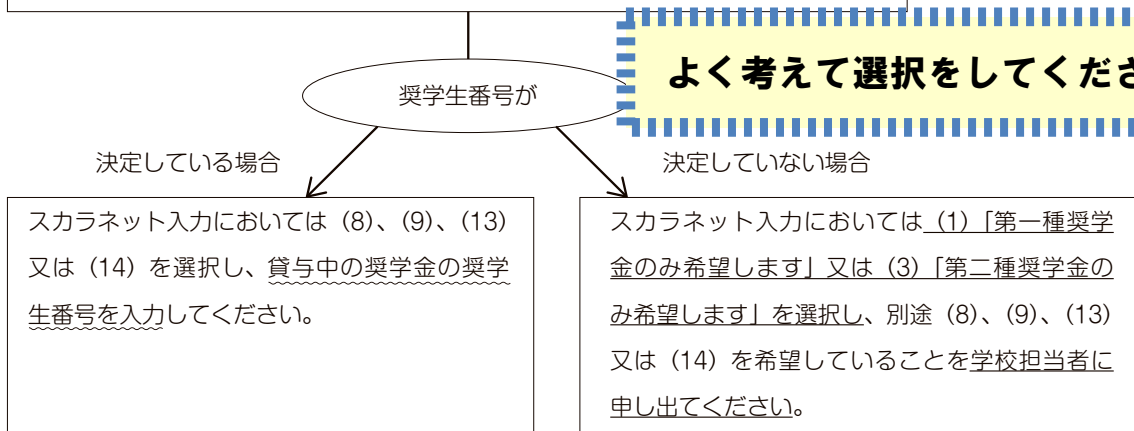 よく考えて選択をしてくださ
奨学生番号が
決定している場合
決定していない場合
スカラネット入力においては（8）、（9）、（13）
又は（14）を選択し、貸与中の奨学金の奨学
生番号を入力してください。
スカラネット入力においては（1）「第一種奨学
金のみ希望します」又は（3）「第二種奨学金の
み希望します」を選択し、別途（8）、（9）、（13）
又は（14）を希望していることを学校担当者に
申し出てください。